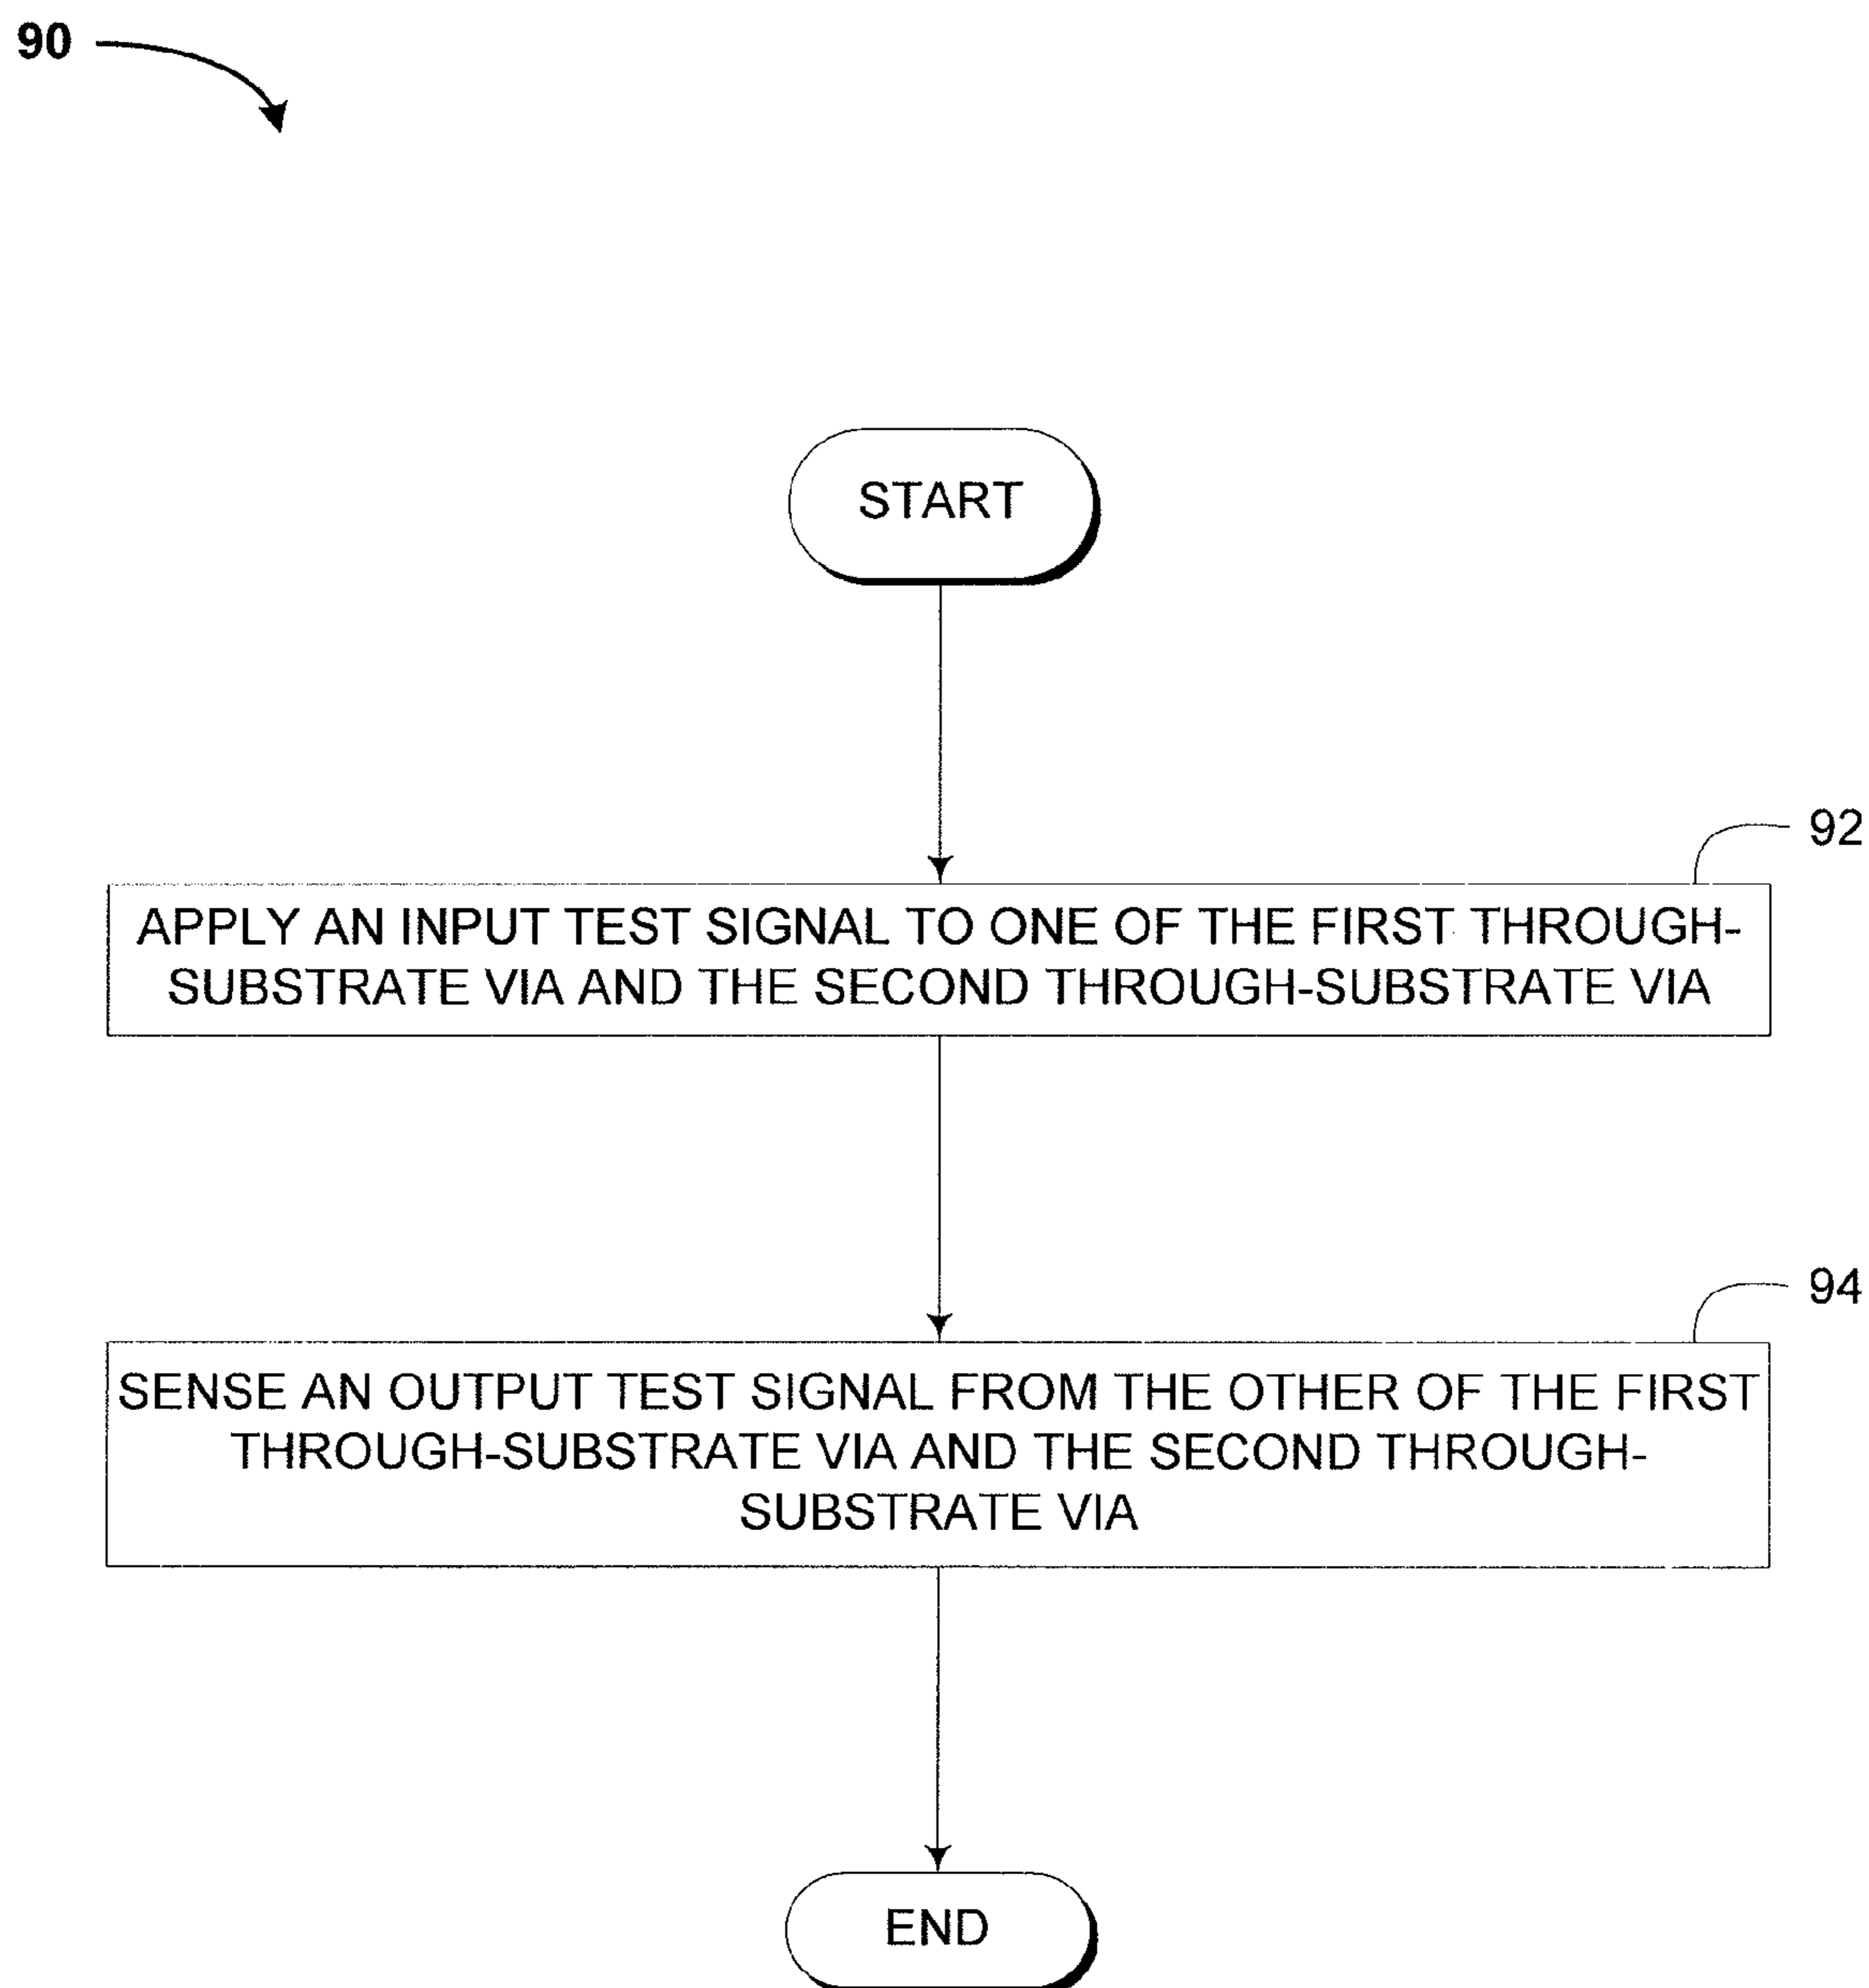 90
START
92
APPLY AN INPUT TEST SIGNAL TO ONE OF THE FIRST THROUGH-
SUBSTRATE VIA AND THE SECOND THROUGH-SUBSTRATE VIA
94
SENSE AN OUTPUT TEST SIGNAL FROM THE OTHER OF THE FIRST
THROUGH-SUBSTRATE VIA AND THE SECOND THROUGH-
SUBSTRATE VIA
END